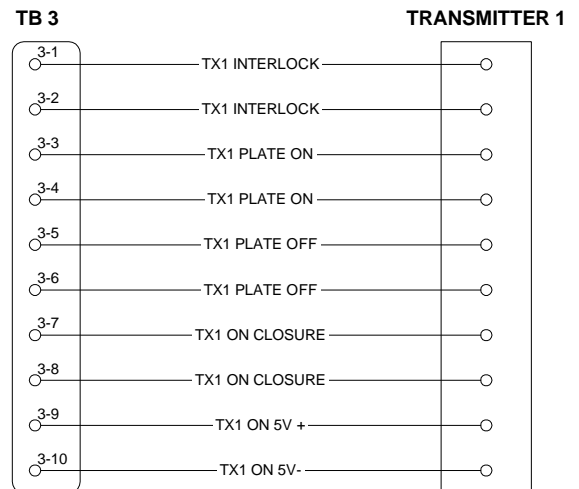 TB 3 TRANSMITTER 1
3-1 TX1 INTERLOCK
3-2 TX1 INTERLOCK
3-3 TX1 PLATE ON
3-4 TX1 PLATE ON
3-5 TX1 PLATE OFF
3-6 TX1 PLATE OFF
3-7 TX1 ON CLOSURE
3-8 TX1 ON CLOSURE
3-9 TX1 ON 5V +
3-10 TX1 ON 5V-